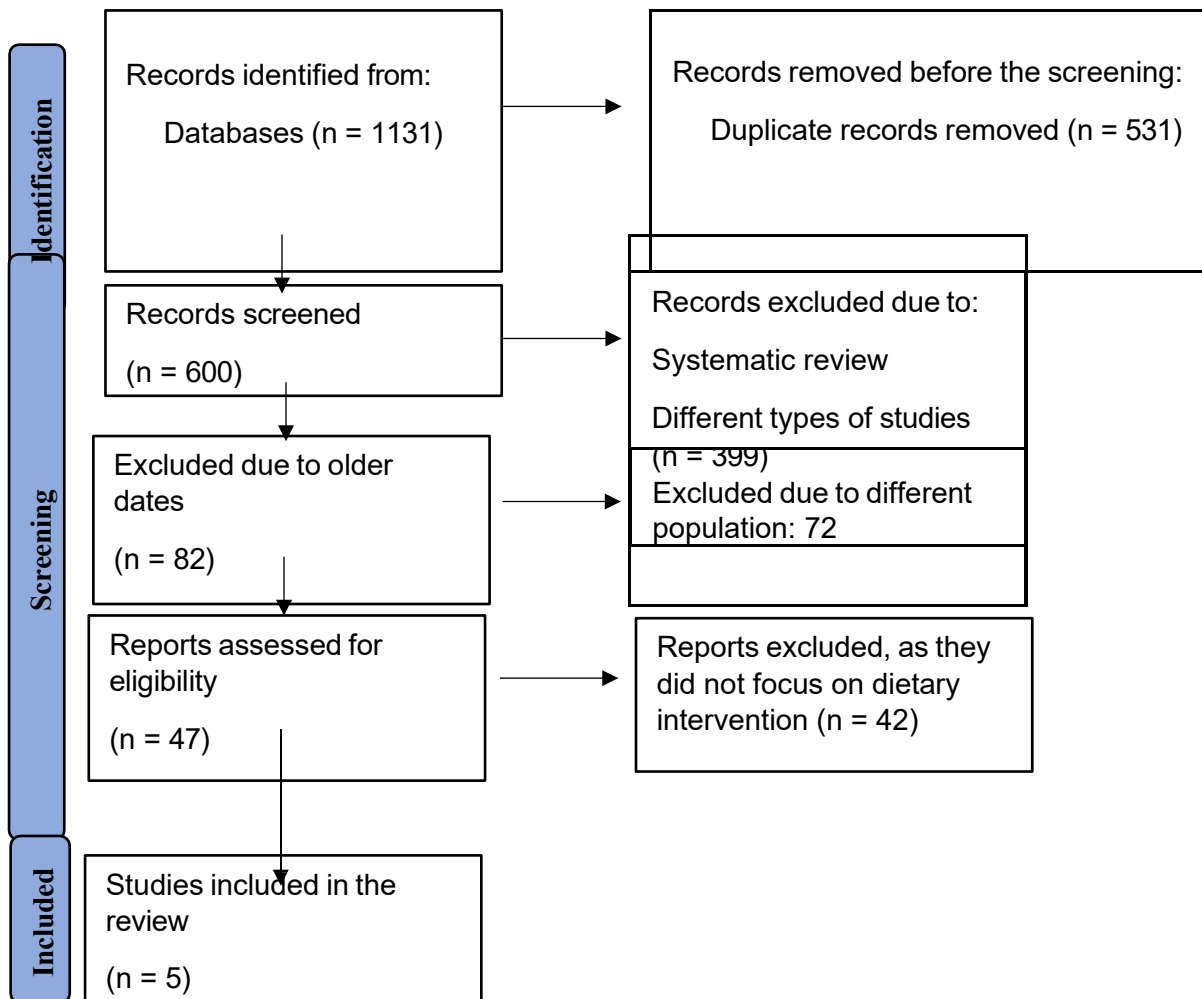 Identification
Records identified from:
Databases (n = 1131)
Records removed before the screening:
Duplicate records removed (n = 531)
Screening
Records screened
(n = 600)
Records excluded due to:
Systematic review
Different types of studies
(n = 399)
Excluded due to older
dates
(n = 82)
Excluded due to different
population: 72
Reports assessed for
eligibility
(n = 47)
Reports excluded, as they
did not focus on dietary
intervention (n = 42)
Included
Studies included in the
review
(n = 5)